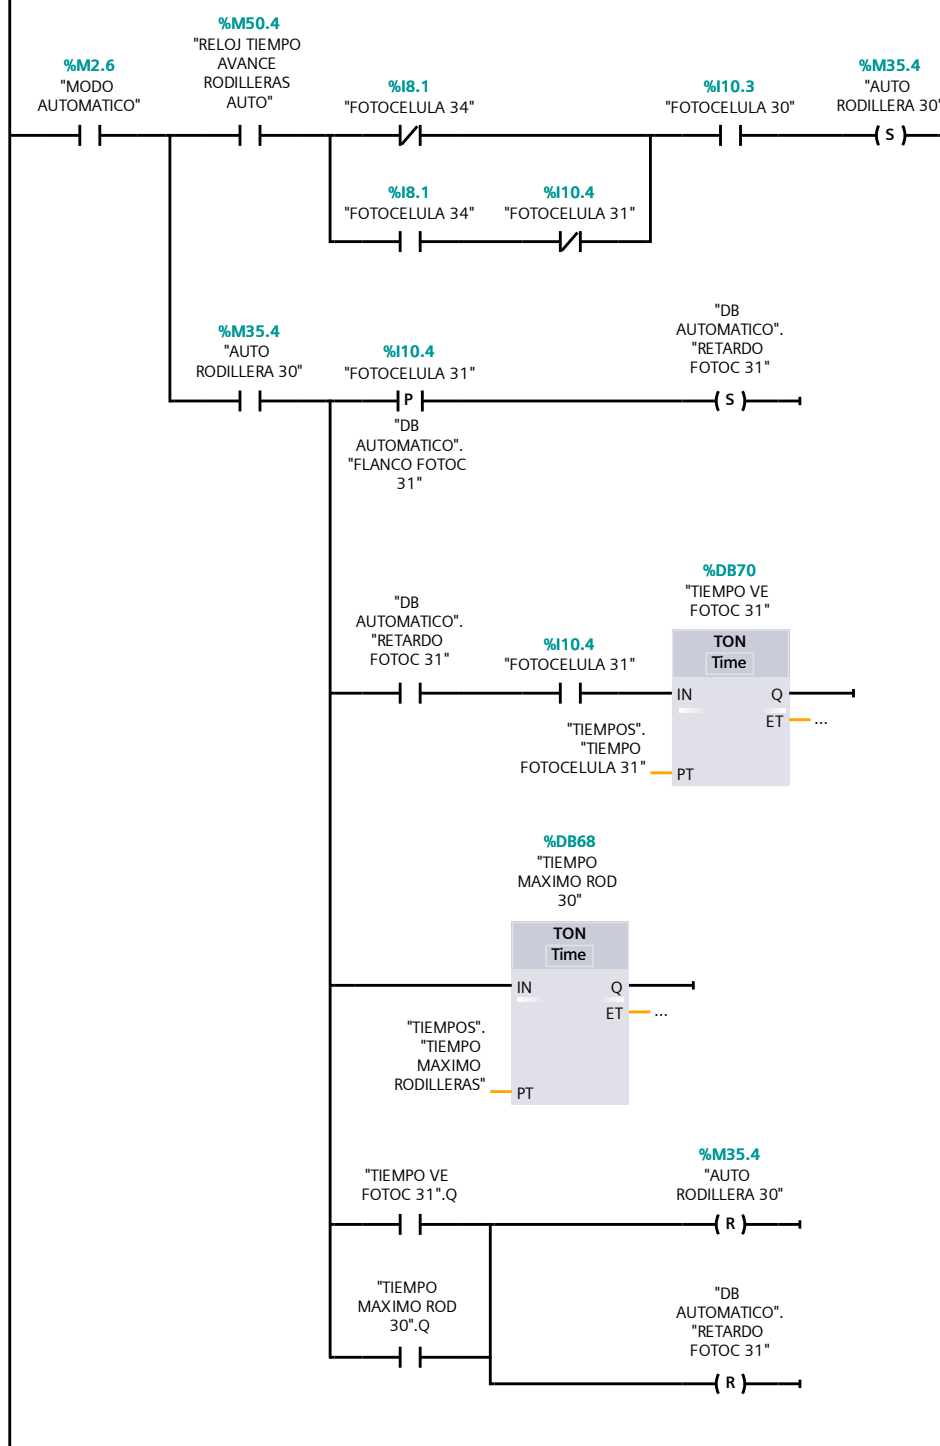 %M2.6
"MODO
AUTOMATICO"
%M50.4
"RELOJ TIEMPO
AVANCE
RODILLERAS
AUTO"
%I8.1
"FOTOCELULA 34"
%I10.3
"FOTOCELULA 30"
%M35.4
"AUTO
RODILLERA 30"
S
%I8.1
"FOTOCELULA 34"
%I10.4
"FOTOCELULA 31"
%M35.4
"AUTO
RODILLERA 30"
%I10.4
"FOTOCELULA 31"
P
"DB
AUTOMATICO".
"FLANCO FOTOC
31"
"DB
AUTOMATICO".
"RETARDO
FOTOC 31"
S
"DB
AUTOMATICO".
"RETARDO
FOTOC 31"
%I10.4
"FOTOCELULA 31"
%DB70
"TIEMPO VE
FOTOC 31"
TON
Time
IN Q
ET ...
"TIEMPOS".
"TIEMPO
FOTOCELULA 31"
PT
%DB68
"TIEMPO
MAXIMO ROD
30"
TON
Time
IN Q
ET ...
"TIEMPOS".
"TIEMPO
MAXIMO
RODILLERAS"
PT
"TIEMPO VE
FOTOC 31".Q
%M35.4
"AUTO
RODILLERA 30"
R
"TIEMPO
MAXIMO ROD
30".Q
"DB
AUTOMATICO".
"RETARDO
FOTOC 31"
R